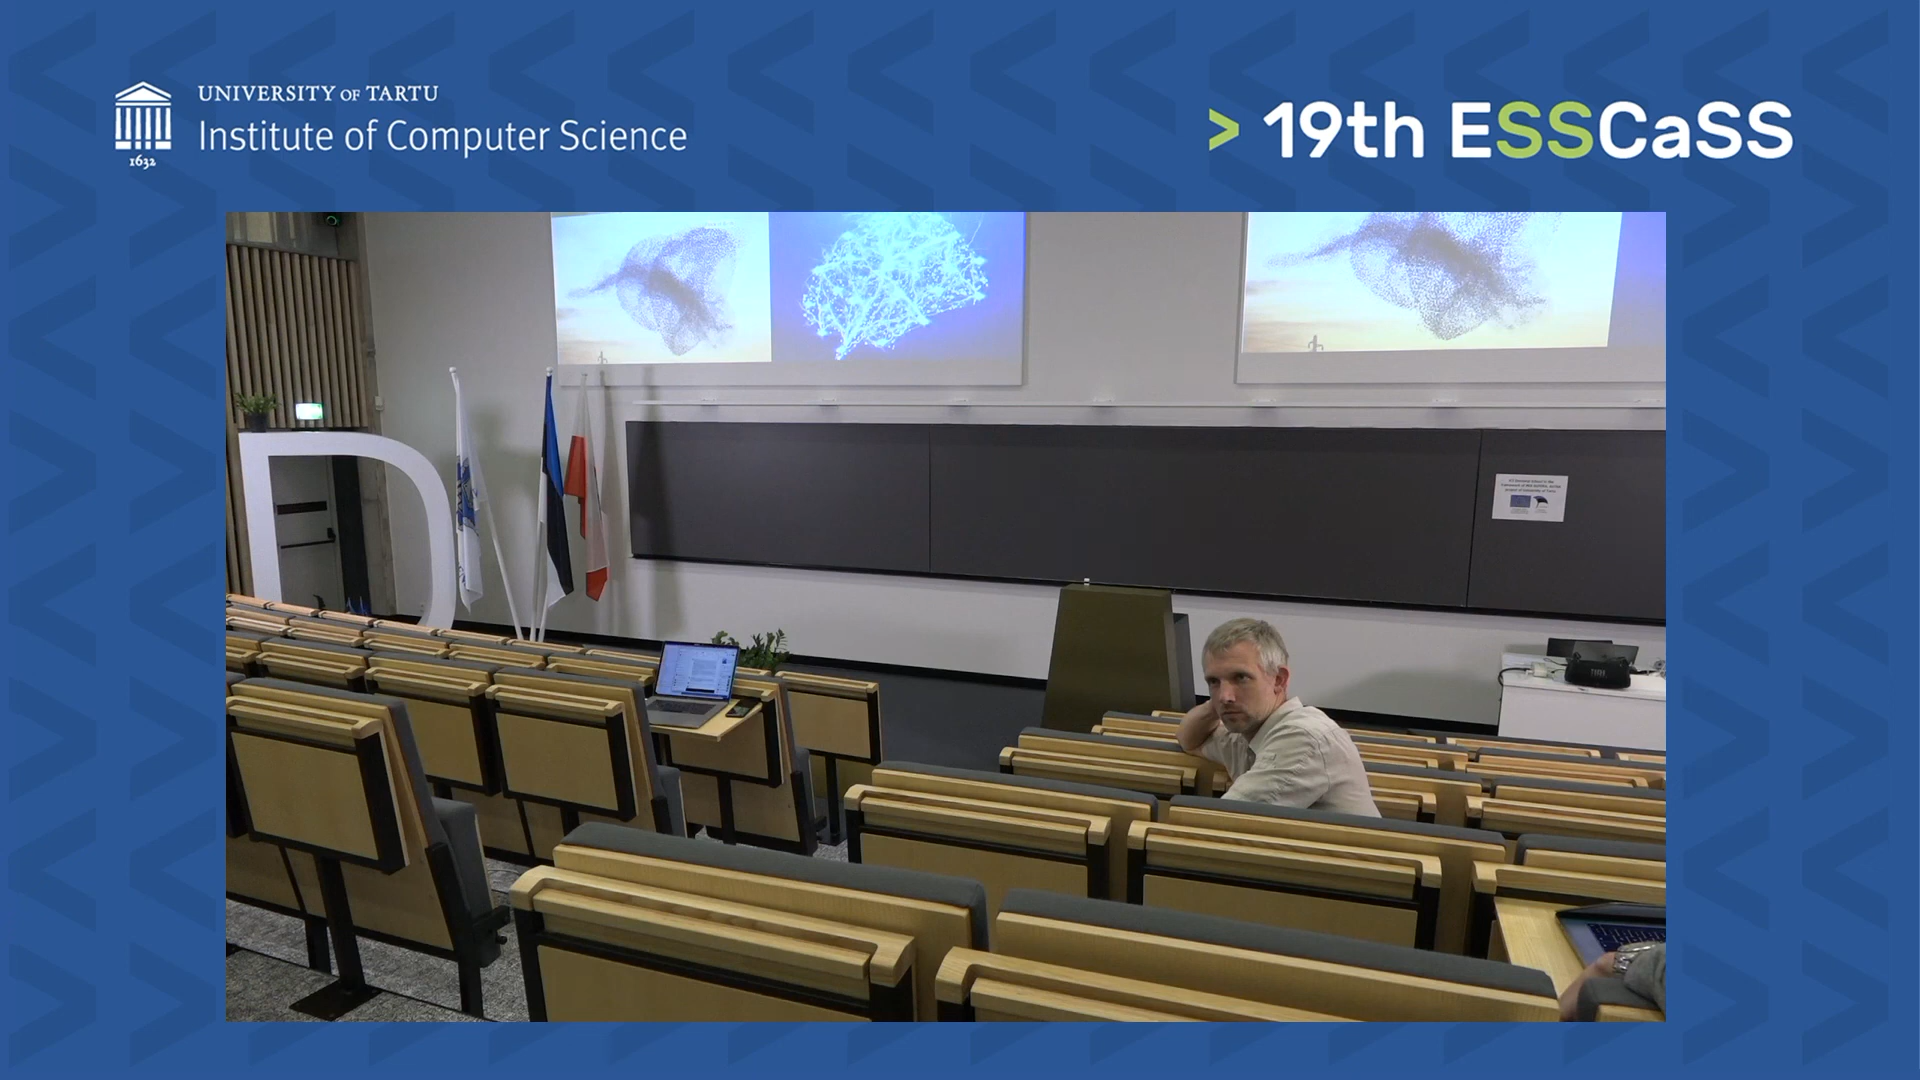 UNIVERSITY OF TARTU
Institute of Computer Science
1632
> 19th ESSCaSS